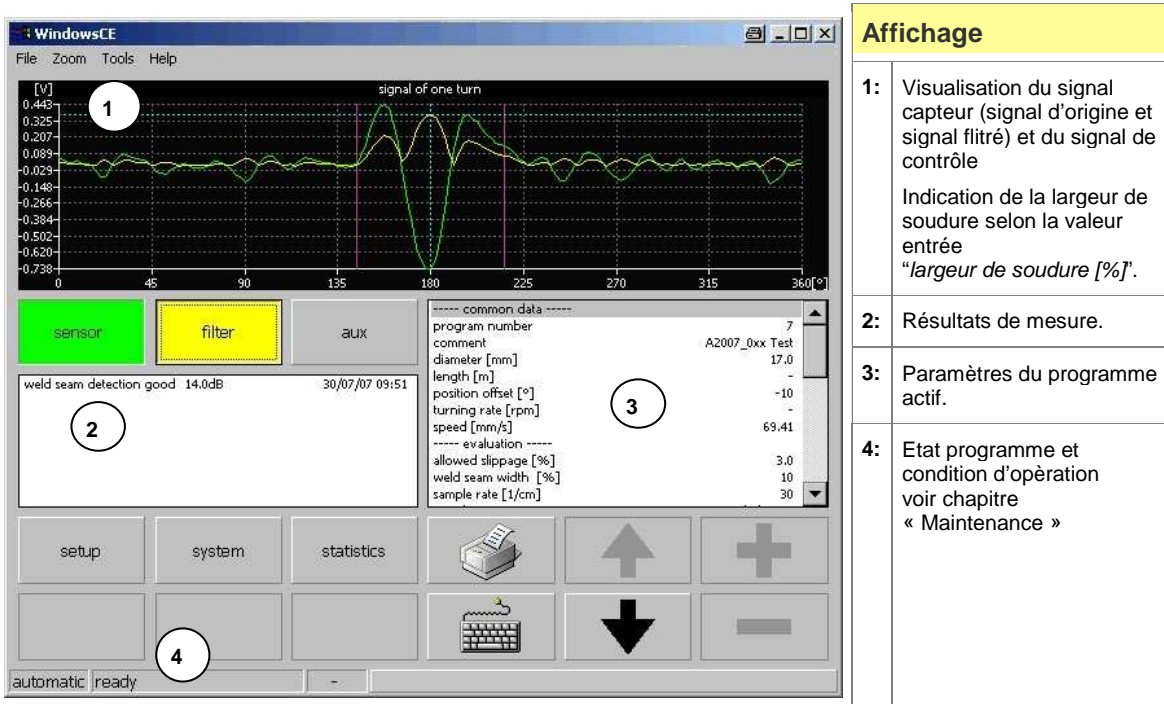 WindowsCE
File Zoom Tools Help
[V]
signal of one turn
1
0.443
0.325
0.207
0.089
-0.029
-0.148
-0.266
-0.384
-0.502
-0.620
-0.738
0 45 90 135 180 225 270 315 360[°]
sensor
filter
aux
----- common data -----
program number 7
comment A2007_0xx Test
diameter [mm] 17.0
length [m] -
position offset [°] -10
turning rate [rpm] -
speed [mm/s] 69.41
----- evaluation -----
allowed slippage [%] 3.0
weld seam width [%] 10
sample rate [1/cm] 30
3
weld seam detection good 14.0dB 30/07/07 09:51
2
setup
system
statistics
4
automatic ready -
Affichage
1: Visualisation du signal
capteur (signal d'origine et
signal flitré) et du signal de
contrôle
Indication de la largeur de
soudure selon la valeur
entrée
“largeur de soudure [%]”.
2: Résultats de mesure.
3: Paramètres du programme
actif.
4: Etat programme et
condition d'opèration
voir chapitre
« Maintenance »